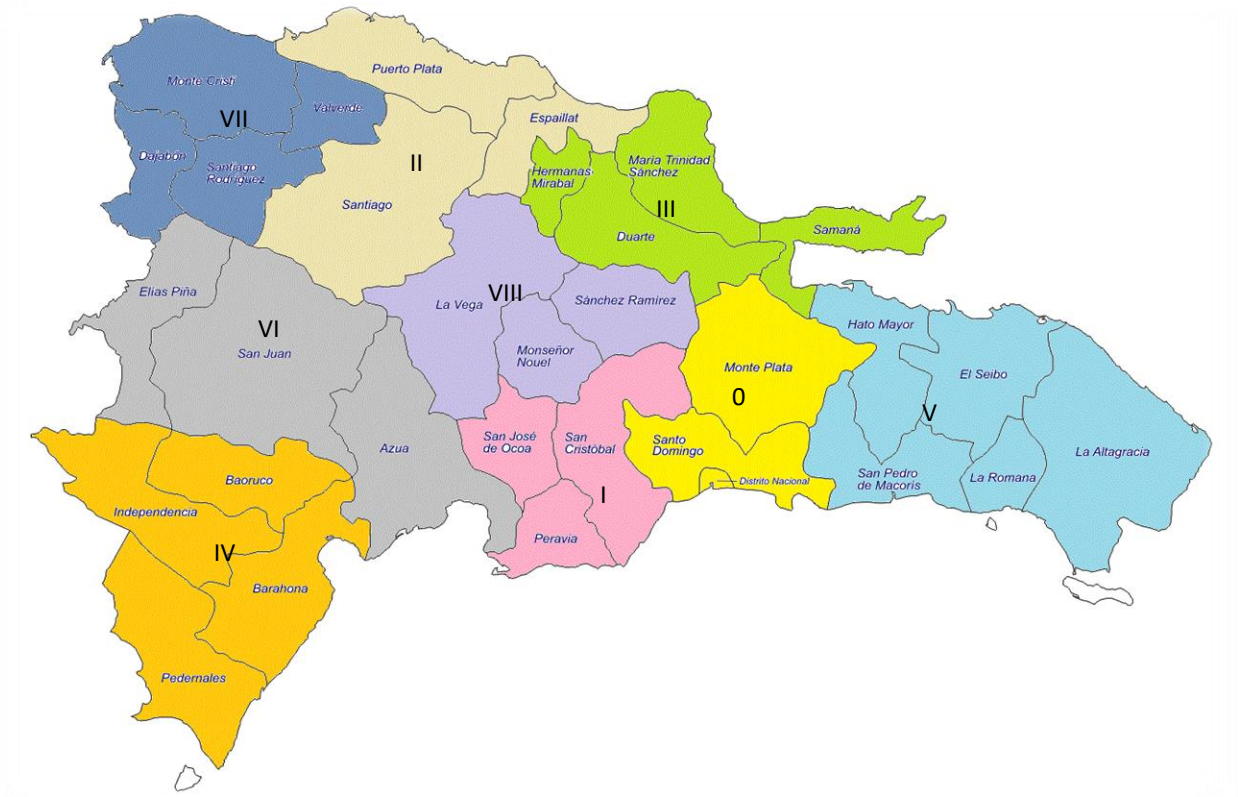 Puerto Plata
Monte Cristi
Valverde
VII
Espaillat
Dajabón
II
Santiago
Rodríguez
María Trinidad
Sánchez
Hermanas
Mirabal
Santiago
III
Samaná
Duarte
Elías Piña
VIII
La Vega
Sánchez Ramírez
VI
San Juan
Hato Mayor
Monseñor
Nouel
Monte Plata
El Seibo
0
V
San José
de Ocoa
San
Cristóbal
Santo
Domingo
Azua
La Altagracia
Baoruco
San Pedro
de Macorís
La Romana
Distrito Nacional
I
Independencia
Peravia
IV
Barahona
Pedernales